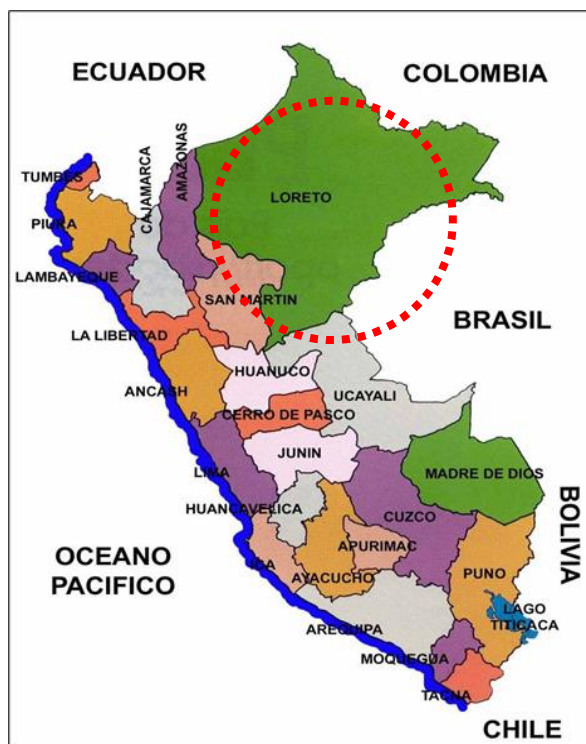 ECUADOR
COLOMBIA
TUMBES
CAJAMARCA
AMAZONAS
LORETO
PIURA
LAMBAYEQUE
SAN MARTIN
BRASIL
LA LIBERTAD
HUANUCO
ANCASH
UCAYALI
CERRO DE PASCO
JUNIN
LIMA
MADRE DE DIOS
HUANCAVELICA
CUZCO
BOLIVIA
OCEANO
PACIFICO
APURIMAC
ICA
AYACUCHO
PUNO
LAGO
TITICACA
AREQUIPA
MOQUEGUA
TACNA
CHILE